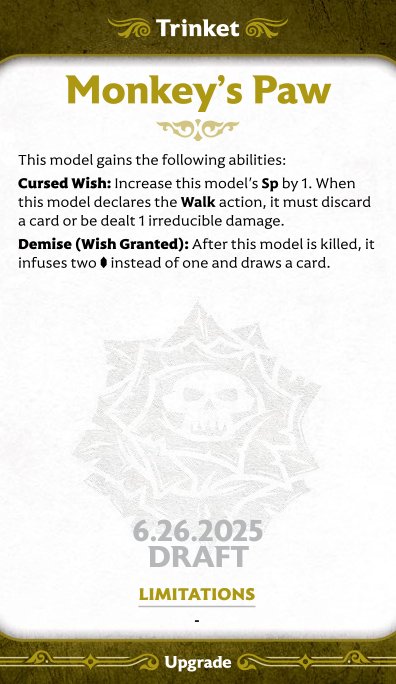 Trinket
Monkey's Paw
This model gains the following abilities:
Cursed Wish: Increase this model's Sp by 1. When
this model declares the Walk action, it must discard
a card or be dealt 1 irreducible damage.
Demise (Wish Granted): After this model is killed, it
infuses two instead of one and draws a card.
6.26.2025
DRAFT
LIMITATIONS
-
Upgrade